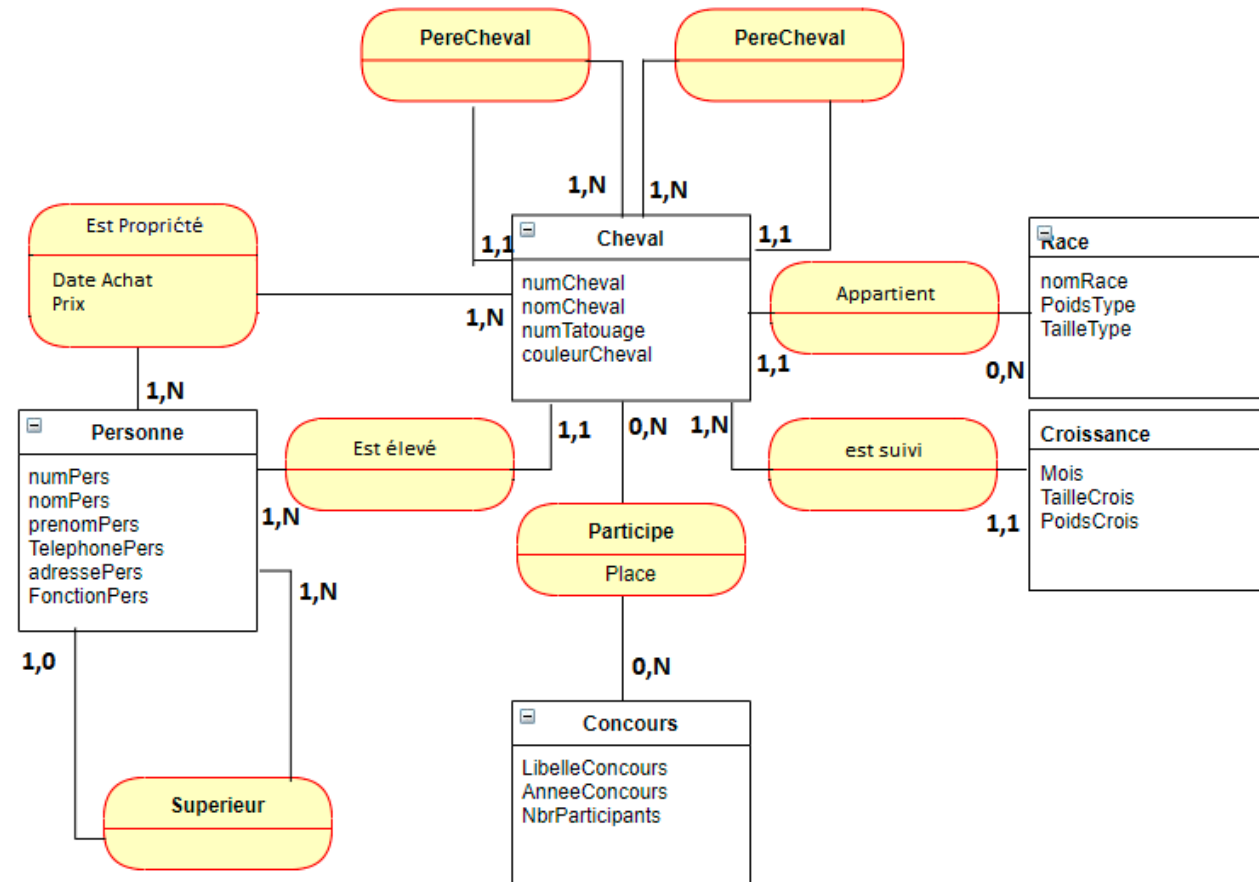 PereCheval
PereCheval
1,N
1,N
Est Propriċté
Date Achat
Prix
1,1
1,1
1,N
Cheval
numCheval
nomCheval
numTatouage
couleurCheval
Appartient
1,1
0,N
Race
nomRace
PoidsType
TailleType
1,N
Personne
numPers
nomPers
prenomPers
TelephonePers
adressePers
FonctionPers
Est élevé
1,1
1,N
0,N
1,N
est suivi
1,1
Croissance
Mois
TailleCrois
PoidsCrois
Participe
Place
1,N
1,0
0,N
Superieur
Concours
LibelleConcours
AnneeConcours
NbrParticipants